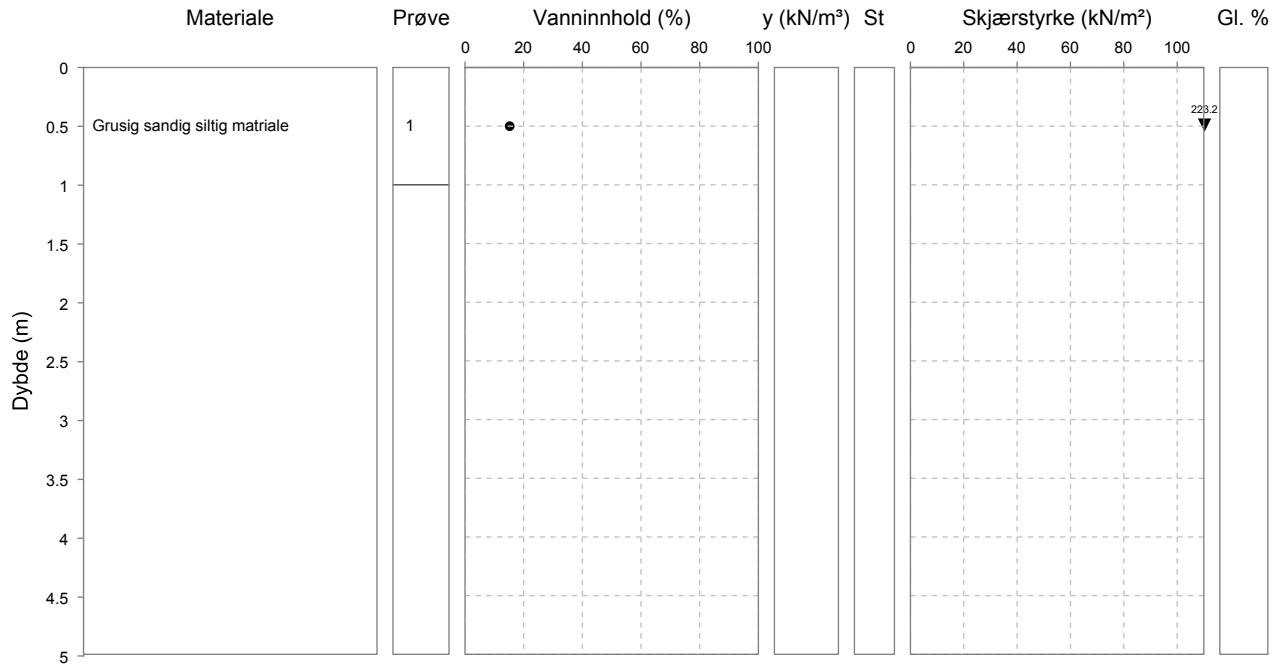 Materiale Prøve Vanninnhold (%) y (kN/m³) St Skjærstyrke (kN/m²) Gl. %
0 20 40 60 80 100 0 20 40 60 80 100
0
223.2
0.5 Grusig sandig siltig matriale 1
1
1.5
2
2.5
3
3.5
4
4.5
5
Dybde (m)